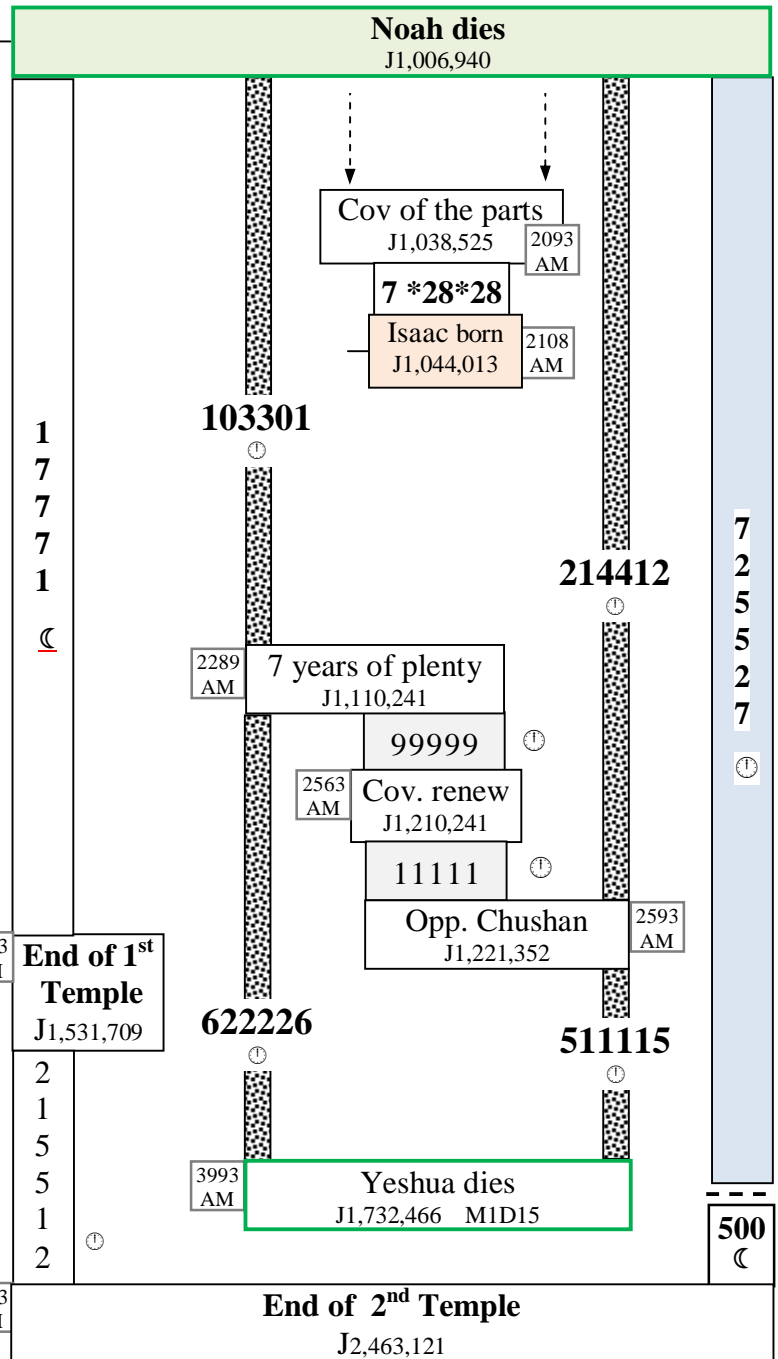 Noah dies
J1,006,940
Cov of the parts
J1,038,525
2093
AM
7 *28*28
Isaac born
J1,044,013
2108
AM
103301
1
7
7
7
1
☾
214412
7
2
5
5
2
7
2289
AM
7 years of plenty
J1,110,241
99999
2563
AM
Cov. renew
J1,210,241
11111
Opp. Chushan
J1,221,352
2593
AM
End of 1st
Temple
J1,531,709
622226
511115
2
1
5
5
1
2
3993
AM
Yeshua dies
J1,732,466 M1D15
500
☾
End of 2nd Temple
J2,463,121